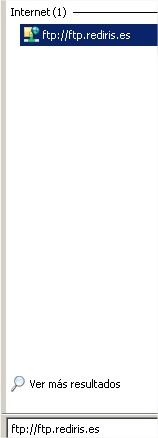 Internet (1)
ftp://ftp.rediris.es
Ver más resultados
ftp://ftp.rediris.es